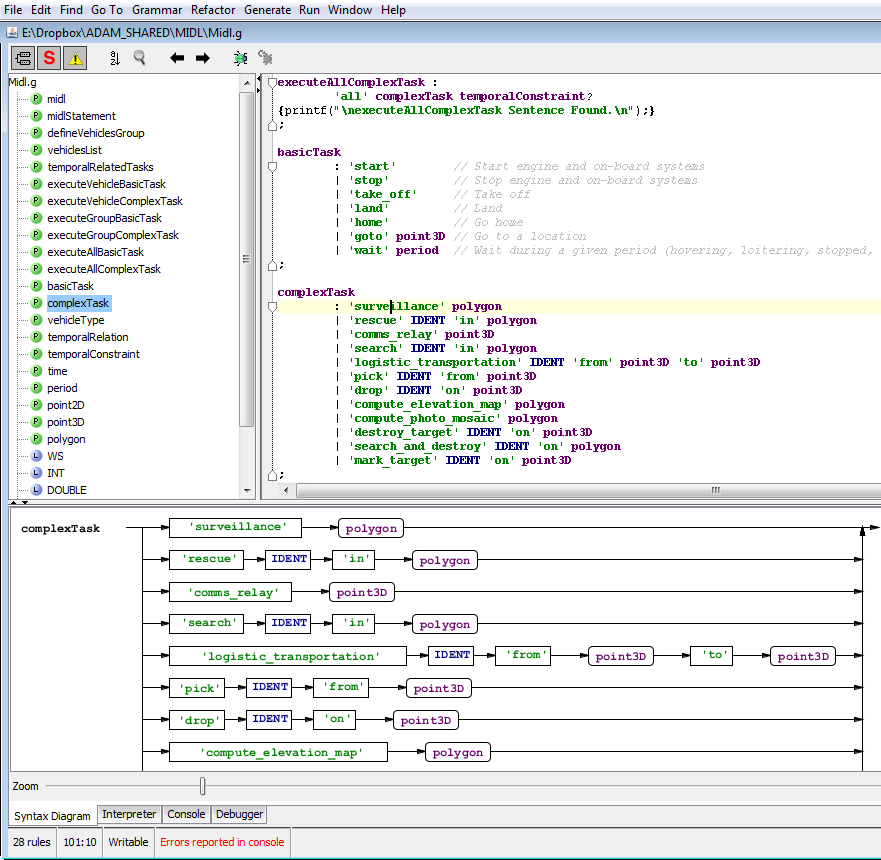 File Edit Find Go To Grammar Refactor Generate Run Window Help
E:\Dropbox\ADAM_SHARED\MIDL\Midl.g
S
a z
Midl.g
P midl
P midlStatement
P defineVehiclesGroup
P vehiclesList
P temporalRelatedTasks
P executeVehicleBasicTask
P executeVehicleComplexTask
P executeGroupBasicTask
P executeGroupComplexTask
P executeAllBasicTask
P executeAllComplexTask
P basicTask
P complexTask
P vehicleType
P temporalRelation
P temporalConstraint
P time
P period
P point2D
P point3D
P polygon
L WS
L INT
L DOUBLE
executeAllComplexTask :
'all' complexTask temporalConstraint?
{printf("\nexecuteAllComplexTask Sentence Found.\n");}
;
basicTask
: 'start' // Start engine and on-board systems
| 'stop' // Stop engine and on-board systems
| 'take_off' // Take off
| 'land' // Land
| 'home' // Go home
| 'goto' point3D // Go to a location
| 'wait' period // Wait during a given period (hovering, loitering, stopped,
;
complexTask
: 'surveillance' polygon
| 'rescue' IDENT 'in' polygon
| 'comms_relay' point3D
| 'search' IDENT 'in' polygon
| 'logistic_transportation' IDENT 'from' point3D 'to' point3D
| 'pick' IDENT 'from' point3D
| 'drop' IDENT 'on' point3D
| 'compute_elevation_map' polygon
| 'compute_photo_mosaic' polygon
| 'destroy_target' IDENT 'on' point3D
| 'search_and_destroy' IDENT 'on' polygon
| 'mark_target' IDENT 'on' point3D
;
complexTask 'surveillance' polygon
'rescue' IDENT 'in' polygon
'comms_relay' point3D
'search' IDENT 'in' polygon
'logistic_transportation' IDENT 'from' point3D 'to' point3D
'pick' IDENT 'from' point3D
'drop' IDENT 'on' point3D
'compute_elevation_map' polygon
Zoom
Syntax Diagram Interpreter Console Debugger
28 rules 101:10 Writable Errors reported in console